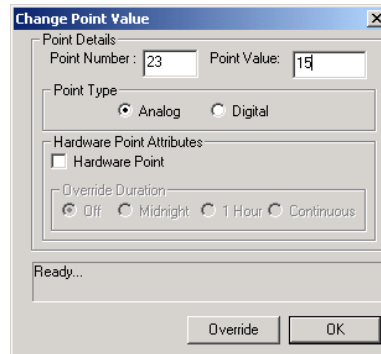 Change Point Value
Point Details
Point Number : 23 Point Value: 15
Point Type
Analog Digital
Hardware Point Attributes
Hardware Point
Override Duration
Off Midnight 1 Hour Continuous
Ready...
Override OK